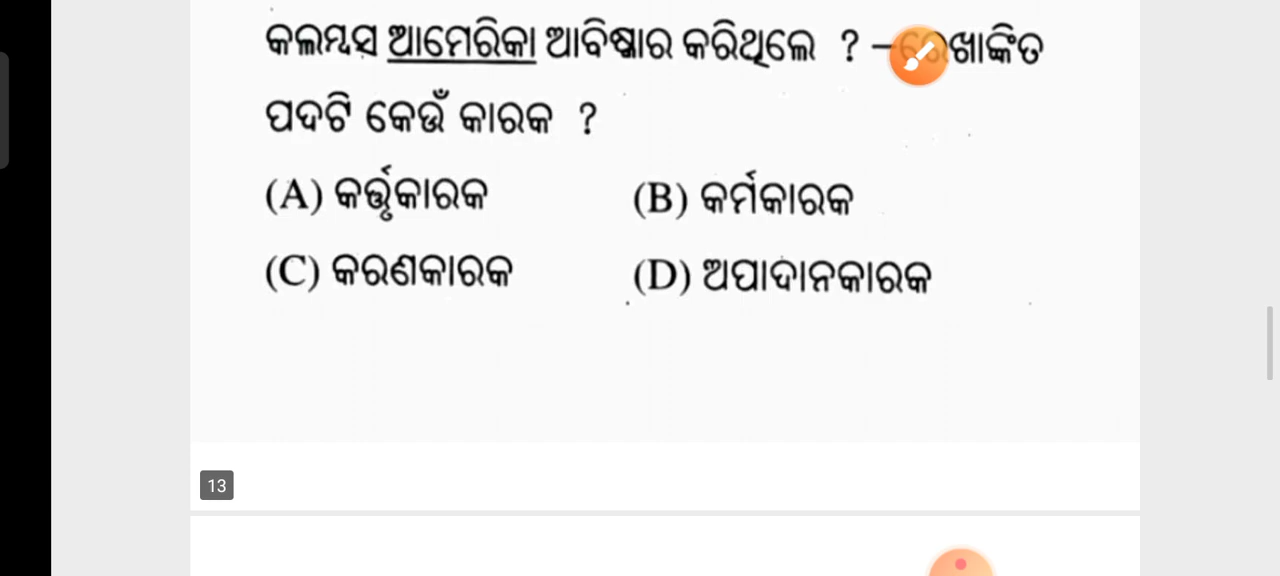 କଲମ୍ବସ ଆମେରିକା ଆବିଷ୍କାର କରିଥିଲେ ? –ରେଖାଙ୍କିତ
ପଦଟି କେଉଁ କାରକ ?
(A) କର୍ତ୍ତୃକାରକ (B) କର୍ମକାରକ
(C) କରଣକାରକ (D) ଅପାଦାନକାରକ
13